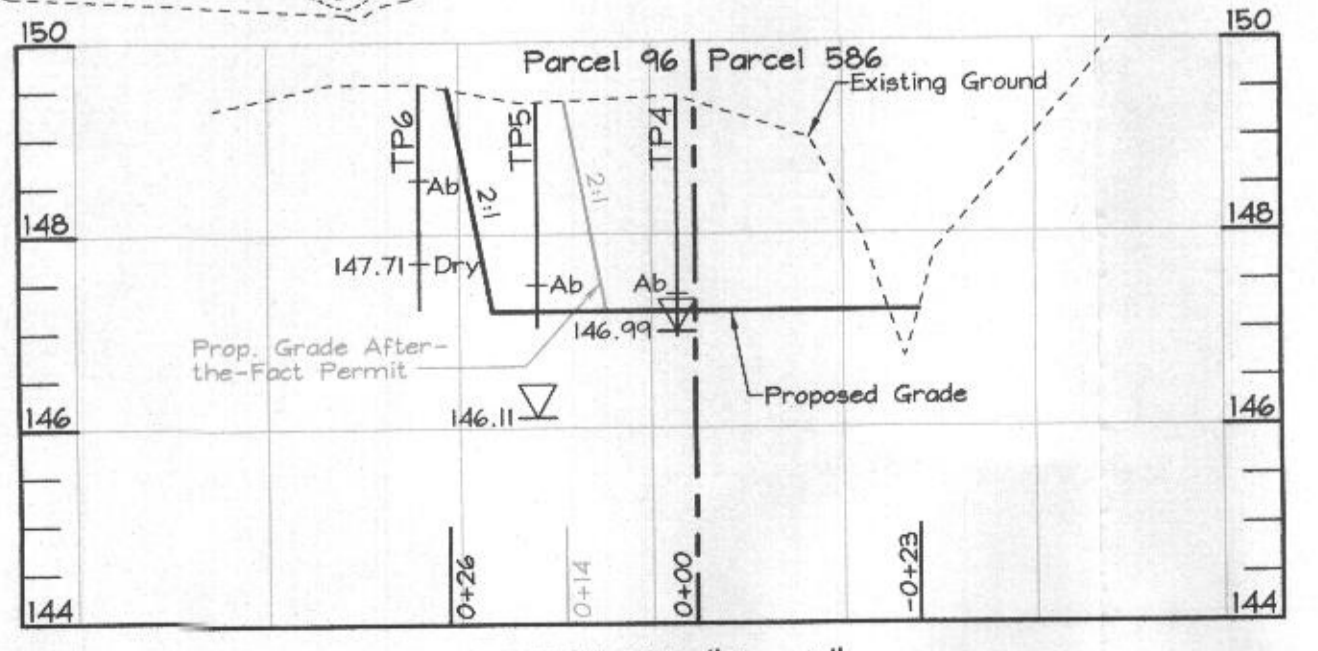 150
150
Parcel 96
Parcel 586
Existing Ground
TP6
TP5
TP4
Ab
2:1
2:1
148
148
147.71
Dry
Ab
Ab
146.99
Prop. Grade After-
the-Fact Permit
Proposed Grade
146
146.11
146
0+26
0+14
0+00
-0+23
144
144